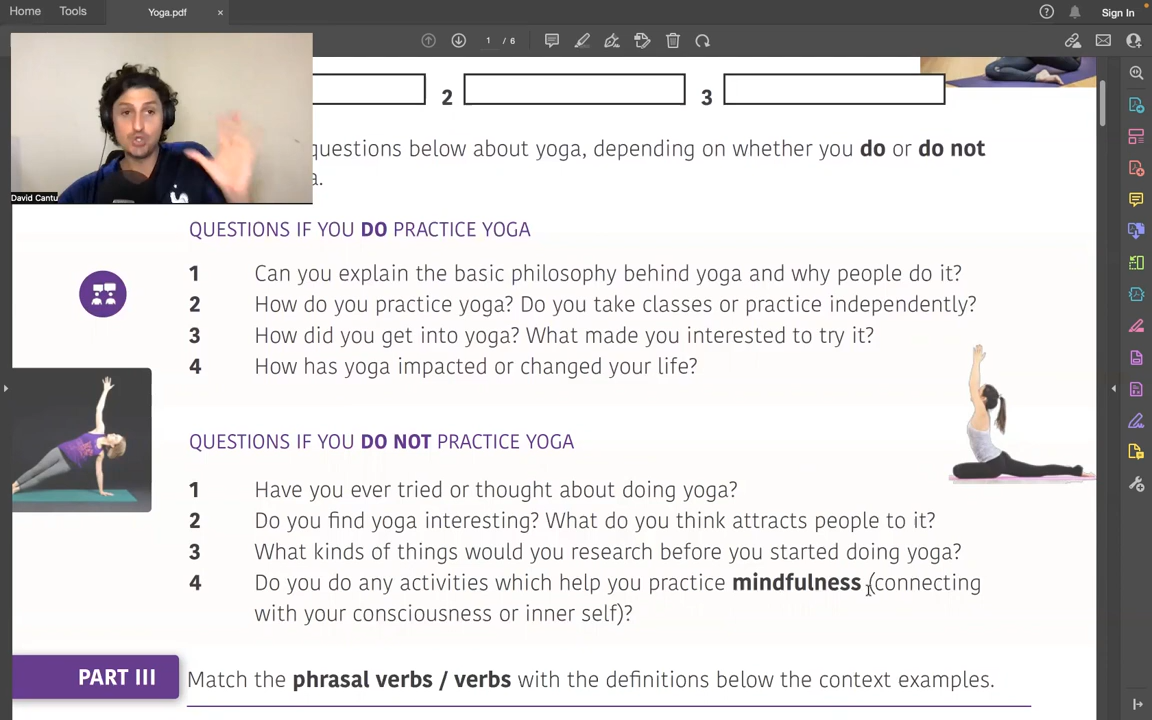 Home
Tools
Yoga.pdf
×
Sign In
1 / 6
2
3
questions below about yoga, depending on whether you do or do not
a.
David Cantu
QUESTIONS IF YOU DO PRACTICE YOGA
1 Can you explain the basic philosophy behind yoga and why people do it?
2 How do you practice yoga? Do you take classes or practice independently?
3 How did you get into yoga? What made you interested to try it?
4 How has yoga impacted or changed your life?
QUESTIONS IF YOU DO NOT PRACTICE YOGA
1 Have you ever tried or thought about doing yoga?
2 Do you find yoga interesting? What do you think attracts people to it?
3 What kinds of things would you research before you started doing yoga?
4 Do you do any activities which help you practice mindfulness (connecting
with your consciousness or inner self)?
PART III
Match the phrasal verbs / verbs with the definitions below the context examples.